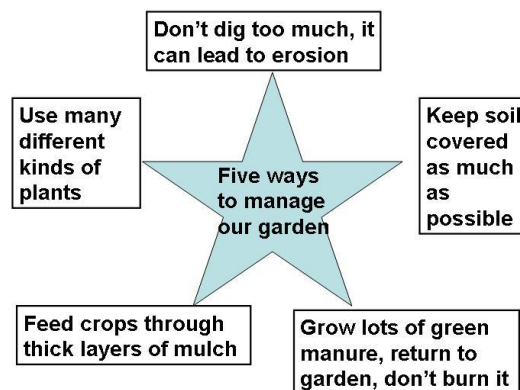 Don't dig too much, it
can lead to erosion
Use many
different
kinds of
plants
Keep soil
covered
as much
as
possible
Five ways
to manage
our garden
Feed crops through
thick layers of mulch
Grow lots of green
manure, return to
garden, don't burn it